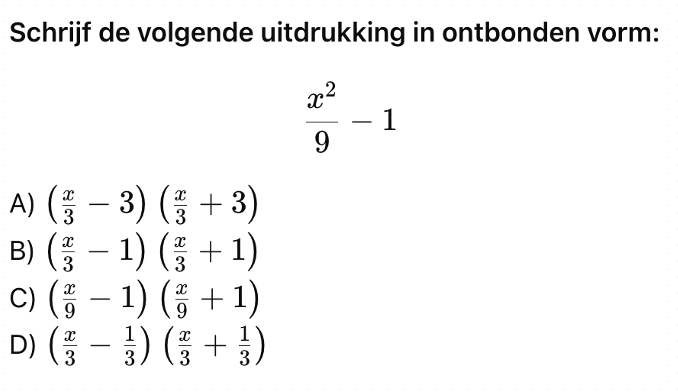 Schrijf de volgende uitdrukking in ontbonden vorm:
$\frac{x^2}{9} - 1$
A) $\left(\frac{x}{3} - 3\right)\left(\frac{x}{3} + 3\right)$
B) $\left(\frac{x}{3} - 1\right)\left(\frac{x}{3} + 1\right)$
C) $\left(\frac{x}{9} - 1\right)\left(\frac{x}{9} + 1\right)$
D) $\left(\frac{x}{3} - \frac{1}{3}\right)\left(\frac{x}{3} + \frac{1}{3}\right)$